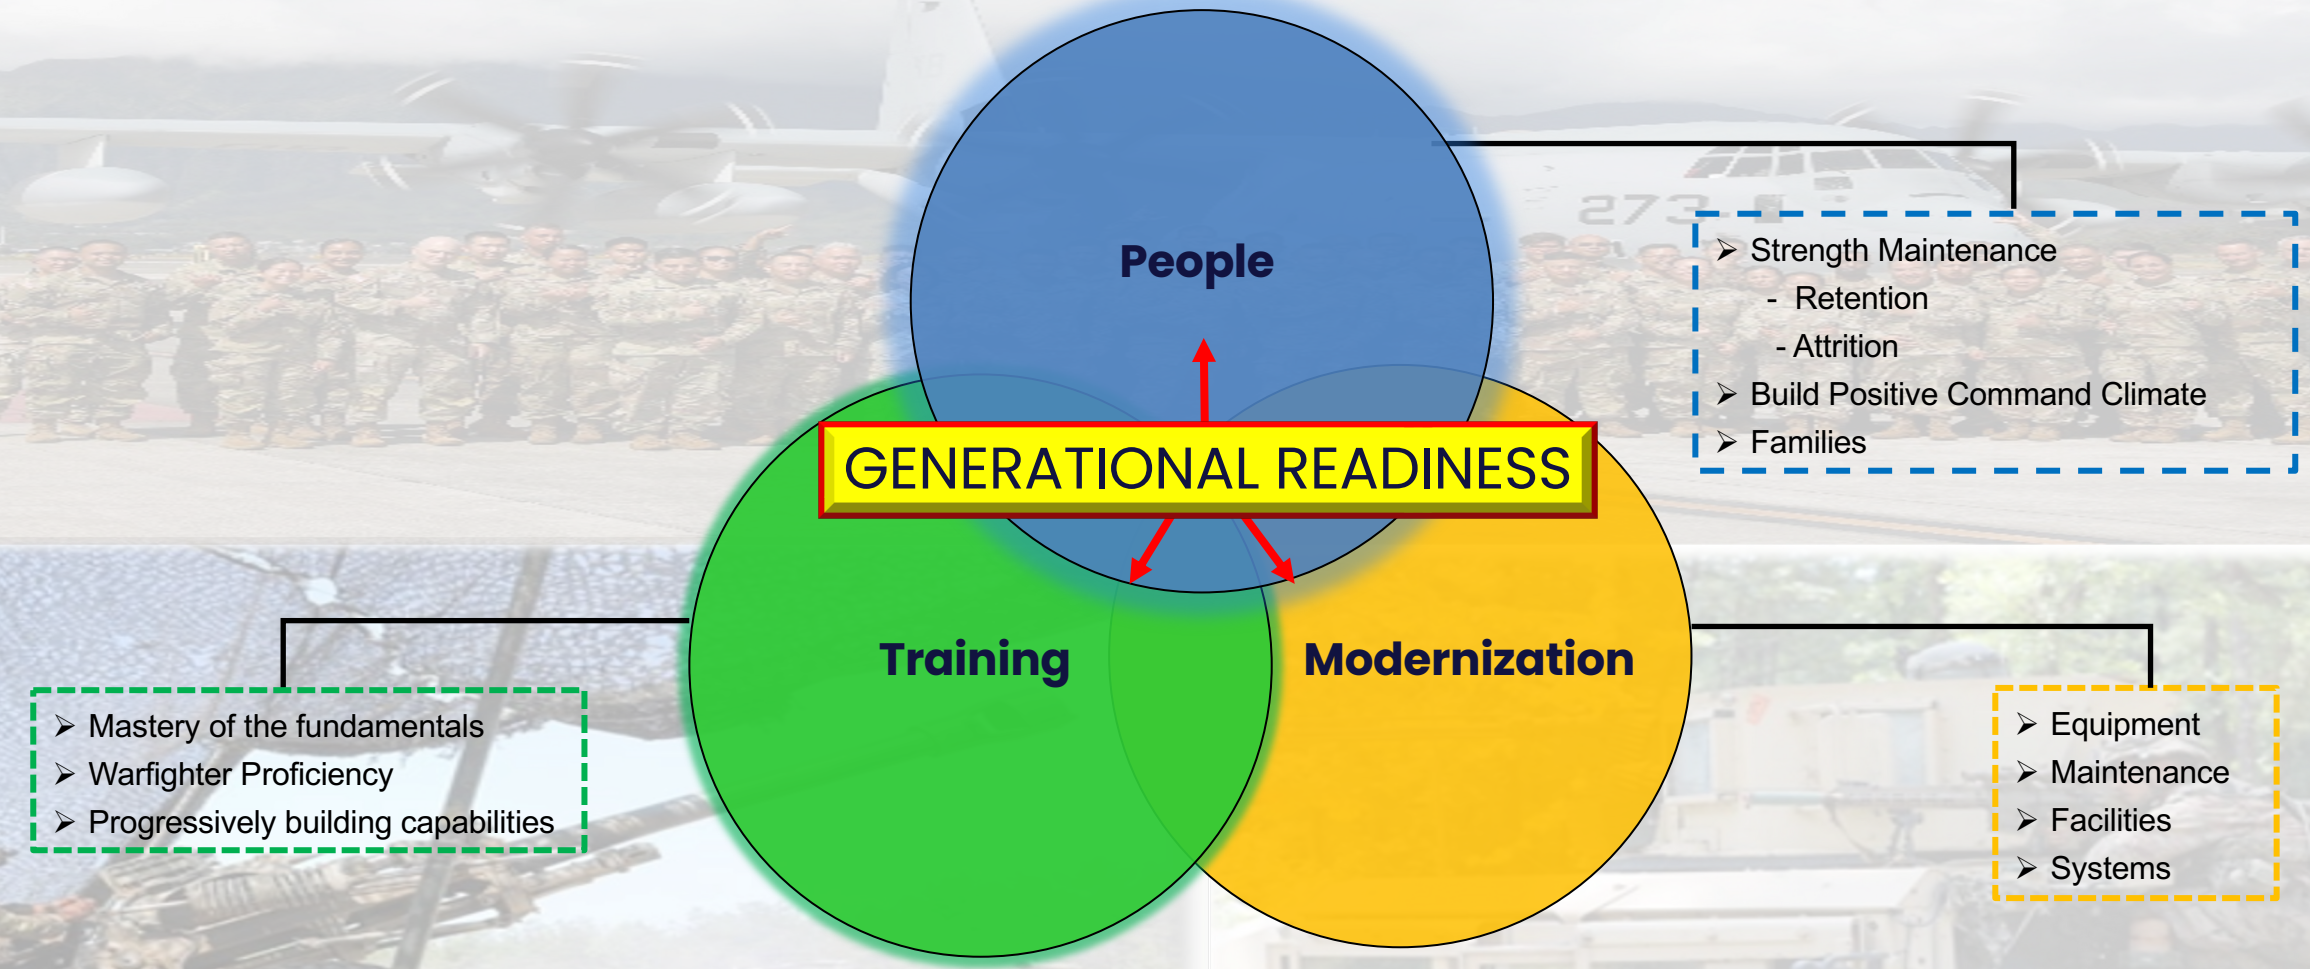 People
273
➢ Strength Maintenance
- Retention
- Attrition
➢ Build Positive Command Climate
➢ Families
GENERATIONAL READINESS
Training
Modernization
➢ Mastery of the fundamentals
➢ Warfighter Proficiency
➢ Progressively building capabilities
➢ Equipment
➢ Maintenance
➢ Facilities
➢ Systems